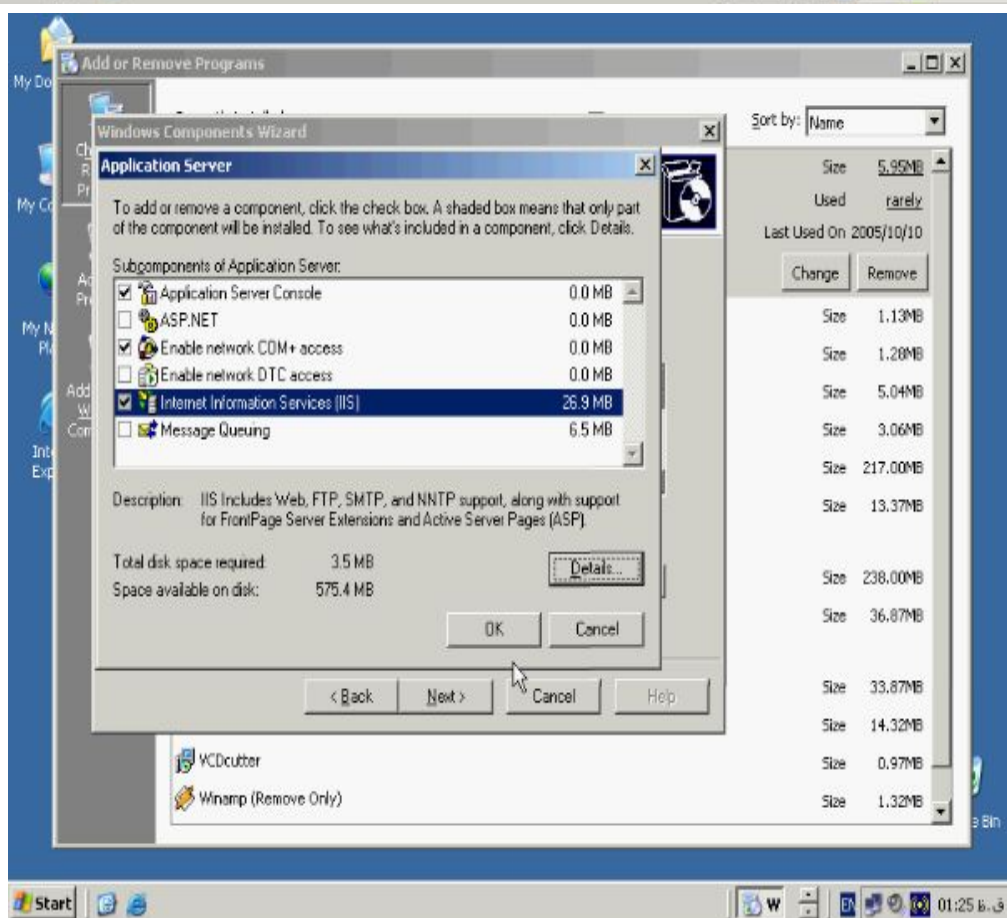 My Do
Add or Remove Programs
Sort by: Name
Windows Components Wizard
Application Server
Size 5.95MB
To add or remove a component, click the check box. A shaded box means that only part
of the component will be installed. To see what's included in a component, click Details.
Used rarely
Last Used On 2005/10/10
Subcomponents of Application Server:
Change Remove
Application Server Console 0.0 MB
ASP.NET 0.0 MB
Size 1.13MB
Enable network COM+ access 0.0 MB
Size 1.28MB
Enable network DTC access 0.0 MB
Size 5.04MB
Internet Information Services (IIS) 26.9 MB
Message Queuing 6.5 MB
Size 3.06MB
Size 217.00MB
Description: IIS Includes Web, FTP, SMTP, and NNTP support, along with support
for FrontPage Server Extensions and Active Server Pages (ASP).
Size 13.37MB
Total disk space required: 3.5 MB
Details...
Space available on disk: 575.4 MB
Size 238.00MB
Size 36.87MB
OK Cancel
< Back Next > Cancel Help
Size 33.87MB
Size 14.32MB
VCDcutter
Size 0.97MB
Winamp (Remove Only)
Size 1.32MB
e Bin
Start
W
EN
01:25 ق.ظ